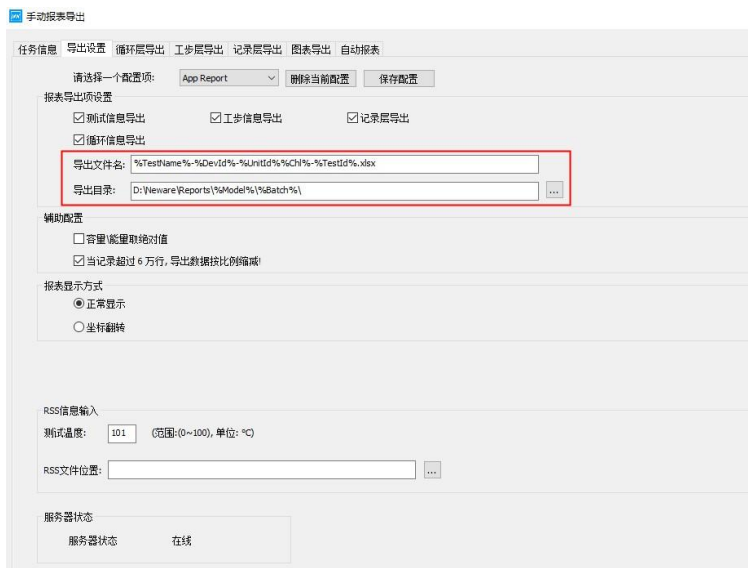 手动报表导出
任务信息 导出设置 循环层导出 工步层导出 记录层导出 图表导出 自动报表
请选择一个配置项: App Report 删除当前配置 保存配置
报表导出项设置
测试信息导出 工步信息导出 记录层导出
循环信息导出
导出文件名: %TestName%-%DevId%-%UnitId%%Chl%-%TestId%.xlsx
导出目录: D:\Neware\Reports\%Model%\%Batch%\ ...
辅助配置
容量\能量取绝对值
当记录超过6万行,导出数据按比例缩减!
报表显示方式
正常显示
坐标翻转
RSS信息输入
测试温度: 101 (范围:(0~100), 单位: ℃)
RSS文件位置: ...
服务器状态
服务器状态 在线